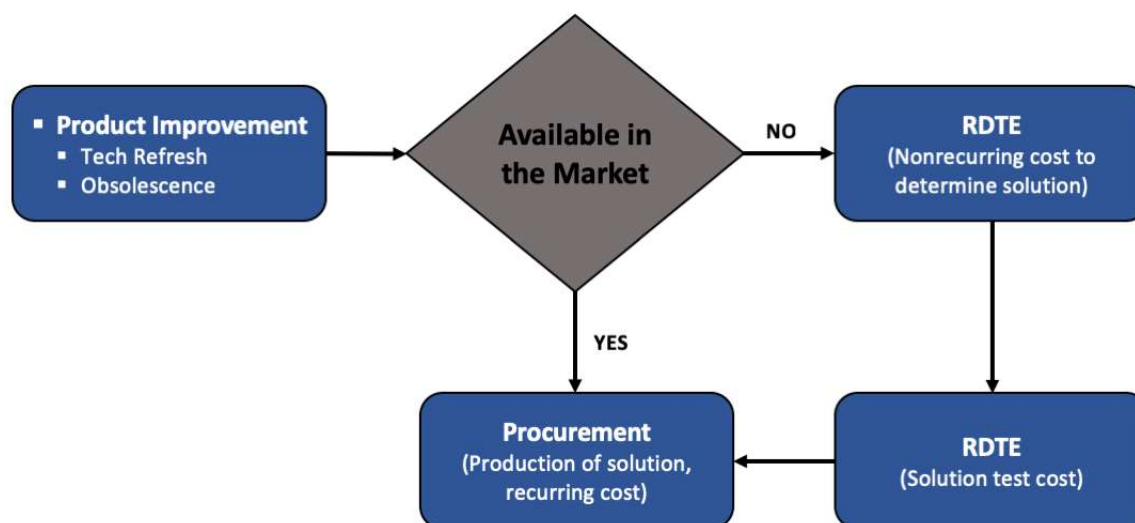 ▪ Product Improvement
▪ Tech Refresh
▪ Obsolescence
Available in
the Market
NO
RDTE
(Nonrecurring cost to
determine solution)
YES
Procurement
(Production of solution,
recurring cost)
RDTE
(Solution test cost)